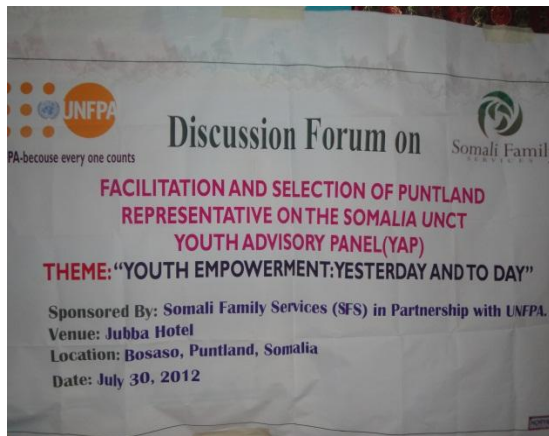 UNFPA
PA-becouse every one counts
Discussion Forum on
Somali Famil
SERVICES
FACILITATION AND SELECTION OF PUNTLAND
REPRESENTATIVE ON THE SOMALIA UNCT
YOUTH ADVISORY PANEL(YAP)
THEME:“YOUTH EMPOWERMENT:YESTERDAY AND TO DAY”
Sponsored By: Somali Family Services (SFS) in Partnership with UNFPA.
Venue: Jubba Hotel
Location: Bosaso, Puntland, Somalia
Date: July 30, 2012